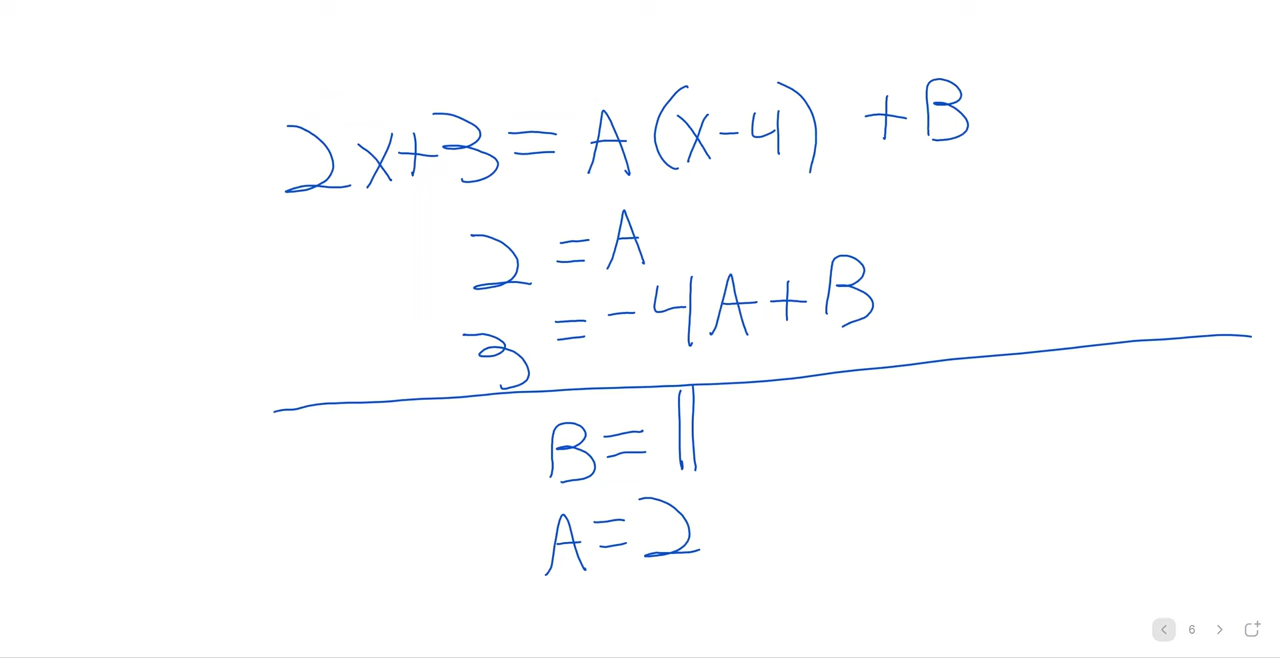 2x+3=A(x-4) +B
2=A
3=-4A+B
B=11
A=2
6